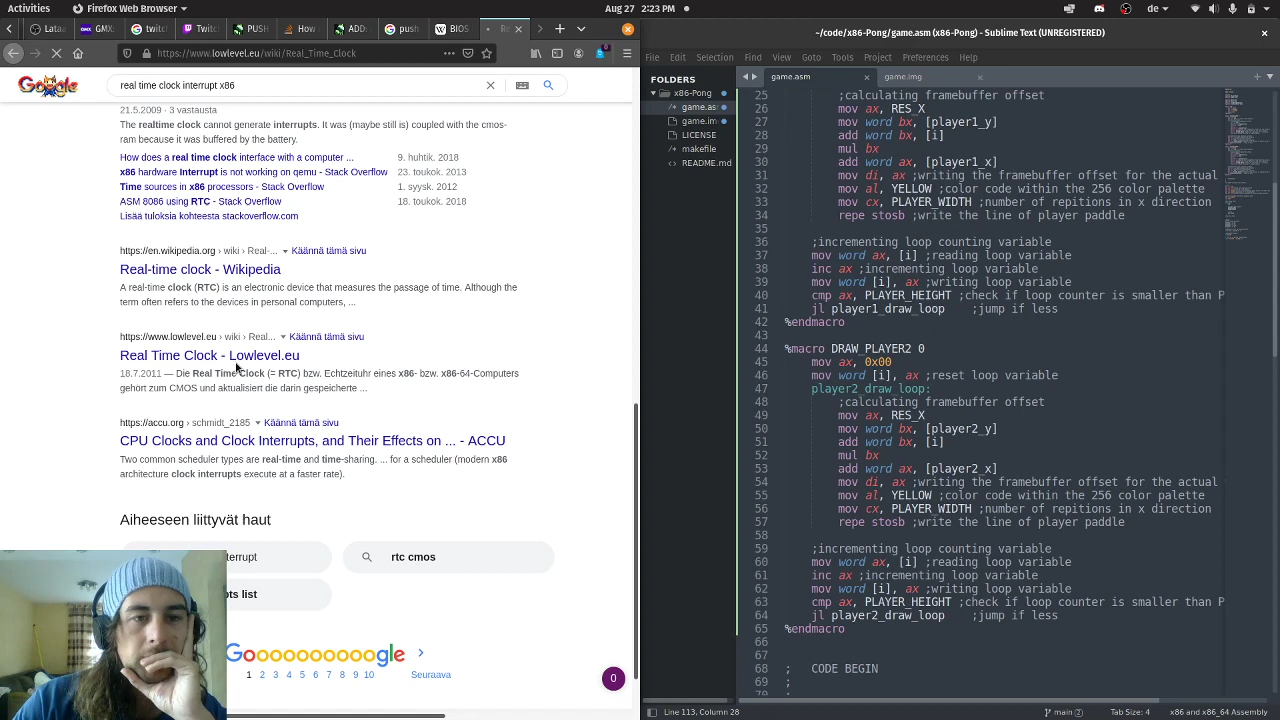 Activities
Firefox Web Browser
Aug 27
~/code/x86-Pong/game.asm (x86-Pong) - Sublime Text (UNREGISTERED)
Lataa
GMX
twitch
Twitch
PUSH
How
ADD
push
BIOS
https://www.lowlevel.eu/wiki/Real_Time_Clock
File Edit Selection Find View Goto Tools Project Preferences Help
Google
real time clock interrupt x86
21.5.2009 · 3 vastausta
The realtime clock cannot generate interrupts. It was (maybe still is) coupled with the cmos-
ram because it was buffered by the battery.
How does a real time clock interface with a computer ... 9. huhtik. 2018
x86 hardware Interrupt is not working on qemu - Stack Overflow 23. toukok. 2013
Time sources in x86 processors - Stack Overflow 1. syysk. 2012
ASM 8086 using RTC - Stack Overflow 18. toukok. 2018
Lisää tuloksia kohteesta stackoverflow.com
https://en.wikipedia.org › wiki › Real-... Käännä tämä sivu
Real-time clock - Wikipedia
A real-time clock (RTC) is an electronic device that measures the passage of time. Although the
term often refers to the devices in personal computers, ...
https://www.lowlevel.eu › wiki › Real... Käännä tämä sivu
Real Time Clock - Lowlevel.eu
18.7.2011 — Die Real Time Clock (= RTC) bzw. Echtzeituhr eines x86- bzw. x86-64-Computers
gehört zum CMOS und aktualisiert die darin gespeicherte ...
https://accu.org › schmidt_2185 Käännä tämä sivu
CPU Clocks and Clock Interrupts, and Their Effects on ... - ACCU
Two common scheduler types are real-time and time-sharing. ... for a scheduler (modern x86
architecture clock interrupts execute at a faster rate).
Aiheeseen liittyvät haut
rtc cmos
list
Goooooooooogle
1 2 3 4 5 6 7 8 9 10 Seuraava
0
FOLDERS
x86-Pong
game.as
game.im
LICENSE
makefile
README.md
game.asm
game.img
25 ;calculating framebuffer offset
26 mov ax, RES_X
27 mov word bx, [player1_y]
28 add word bx, [i]
29 mul bx
30 add word ax, [player1_x]
31 mov di, ax ;writing the framebuffer offset for the actual
32 mov al, YELLOW ;color code within the 256 color palette
33 mov cx, PLAYER_WIDTH ;number of repitions in x direction
34 repe stosb ;write the line of player paddle
35
36 ;incrementing loop counting variable
37 mov word ax, [i] ;reading loop variable
38 inc ax ;incrementing loop variable
39 mov word [i], ax ;writing loop variable
40 cmp ax, PLAYER_HEIGHT ;check if loop counter is smaller than P
41 jl player1_draw_loop ;jump if less
42 %endmacro
43
44 %macro DRAW_PLAYER2 0
45 mov ax, 0x00
46 mov word [i], ax ;reset loop variable
47 player2_draw_loop:
48 ;calculating framebuffer offset
49 mov ax, RES_X
50 mov word bx, [player2_y]
51 add word bx, [i]
52 mul bx
53 add word ax, [player2_x]
54 mov di, ax ;writing the framebuffer offset for the actual
55 mov al, YELLOW ;color code within the 256 color palette
56 mov cx, PLAYER_WIDTH ;number of repitions in x direction
57 repe stosb ;write the line of player paddle
58
59 ;incrementing loop counting variable
60 mov word ax, [i] ;reading loop variable
61 inc ax ;incrementing loop variable
62 mov word [i], ax ;writing loop variable
63 cmp ax, PLAYER_HEIGHT ;check if loop counter is smaller than P
64 jl player2_draw_loop ;jump if less
65 %endmacro
66
67
68 ; CODE BEGIN
69 ;
70 ;
Line 113, Column 28
main (2)
Tab Size: 4
x86 and x86_64 Assembly